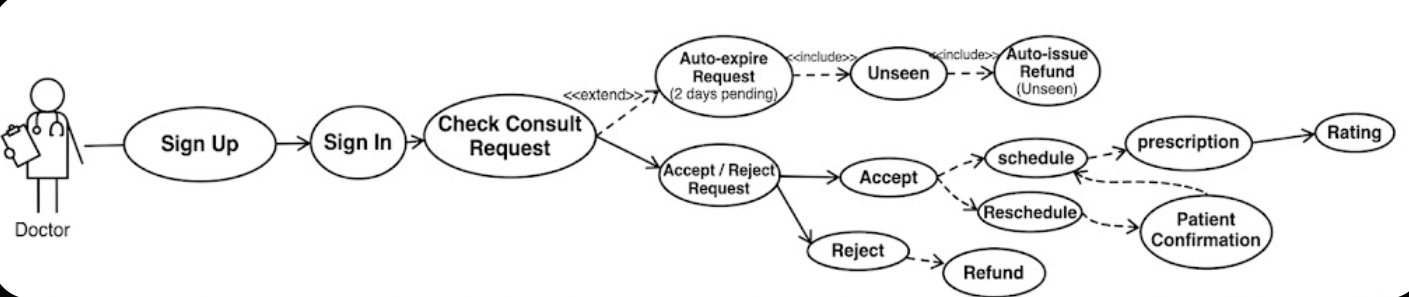 Doctor
Sign Up
Sign In
Check Consult
Request
<<extend>>
Auto-expire
Request
(2 days pending)
<<include>>
Unseen
<<include>>
Auto-issue
Refund
(Unseen)
Accept / Reject
Request
Accept
schedule
prescription
Rating
Reschedule
Patient
Confirmation
Reject
Refund